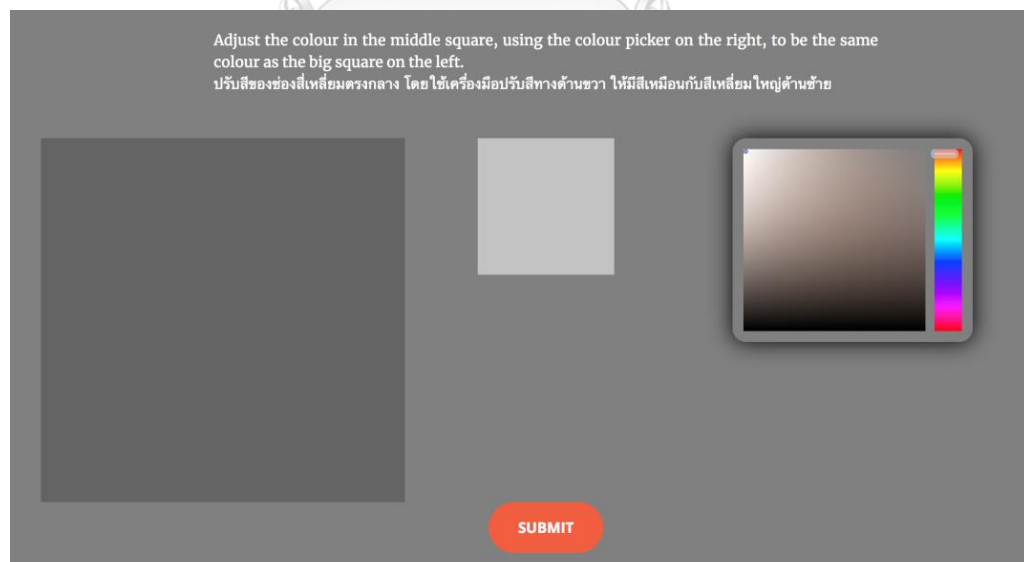 Adjust the colour in the middle square, using the colour picker on the right, to be the same
colour as the big square on the left.
ปรับสีของช่องสี่เหลี่ยมตรงกลาง โดยใช้เครื่องมือปรับสีทางด้านขวา ให้มีสีเหมือนกับสีเหลี่ยมใหญ่ด้านซ้าย
SUBMIT